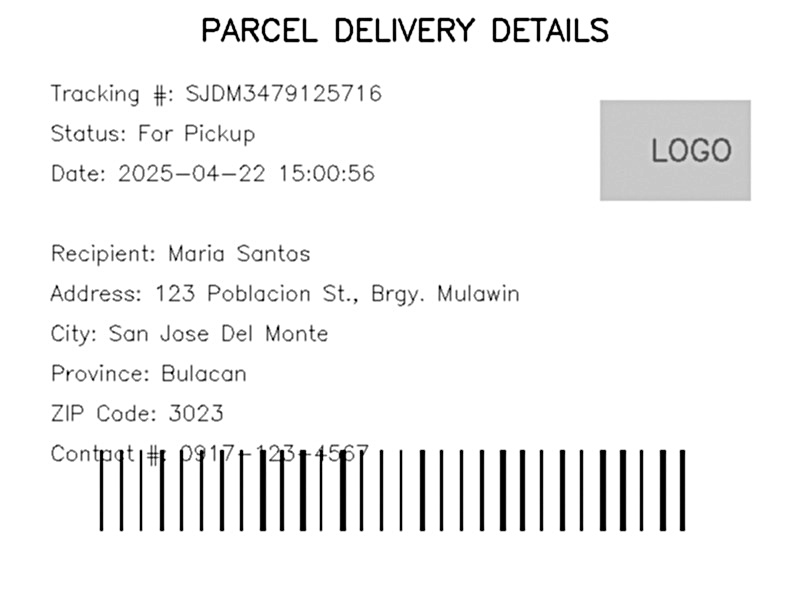 PARCEL DELIVERY DETAILS
Tracking #: SJDM3479125716
Status: For Pickup
Date: 2025-04-22 15:00:56
LOGO
Recipient: Maria Santos
Address: 123 Poblacion St., Brgy. Mulawin
City: San Jose Del Monte
Province: Bulacan
ZIP Code: 3023
Contact #: 0917-123-4567